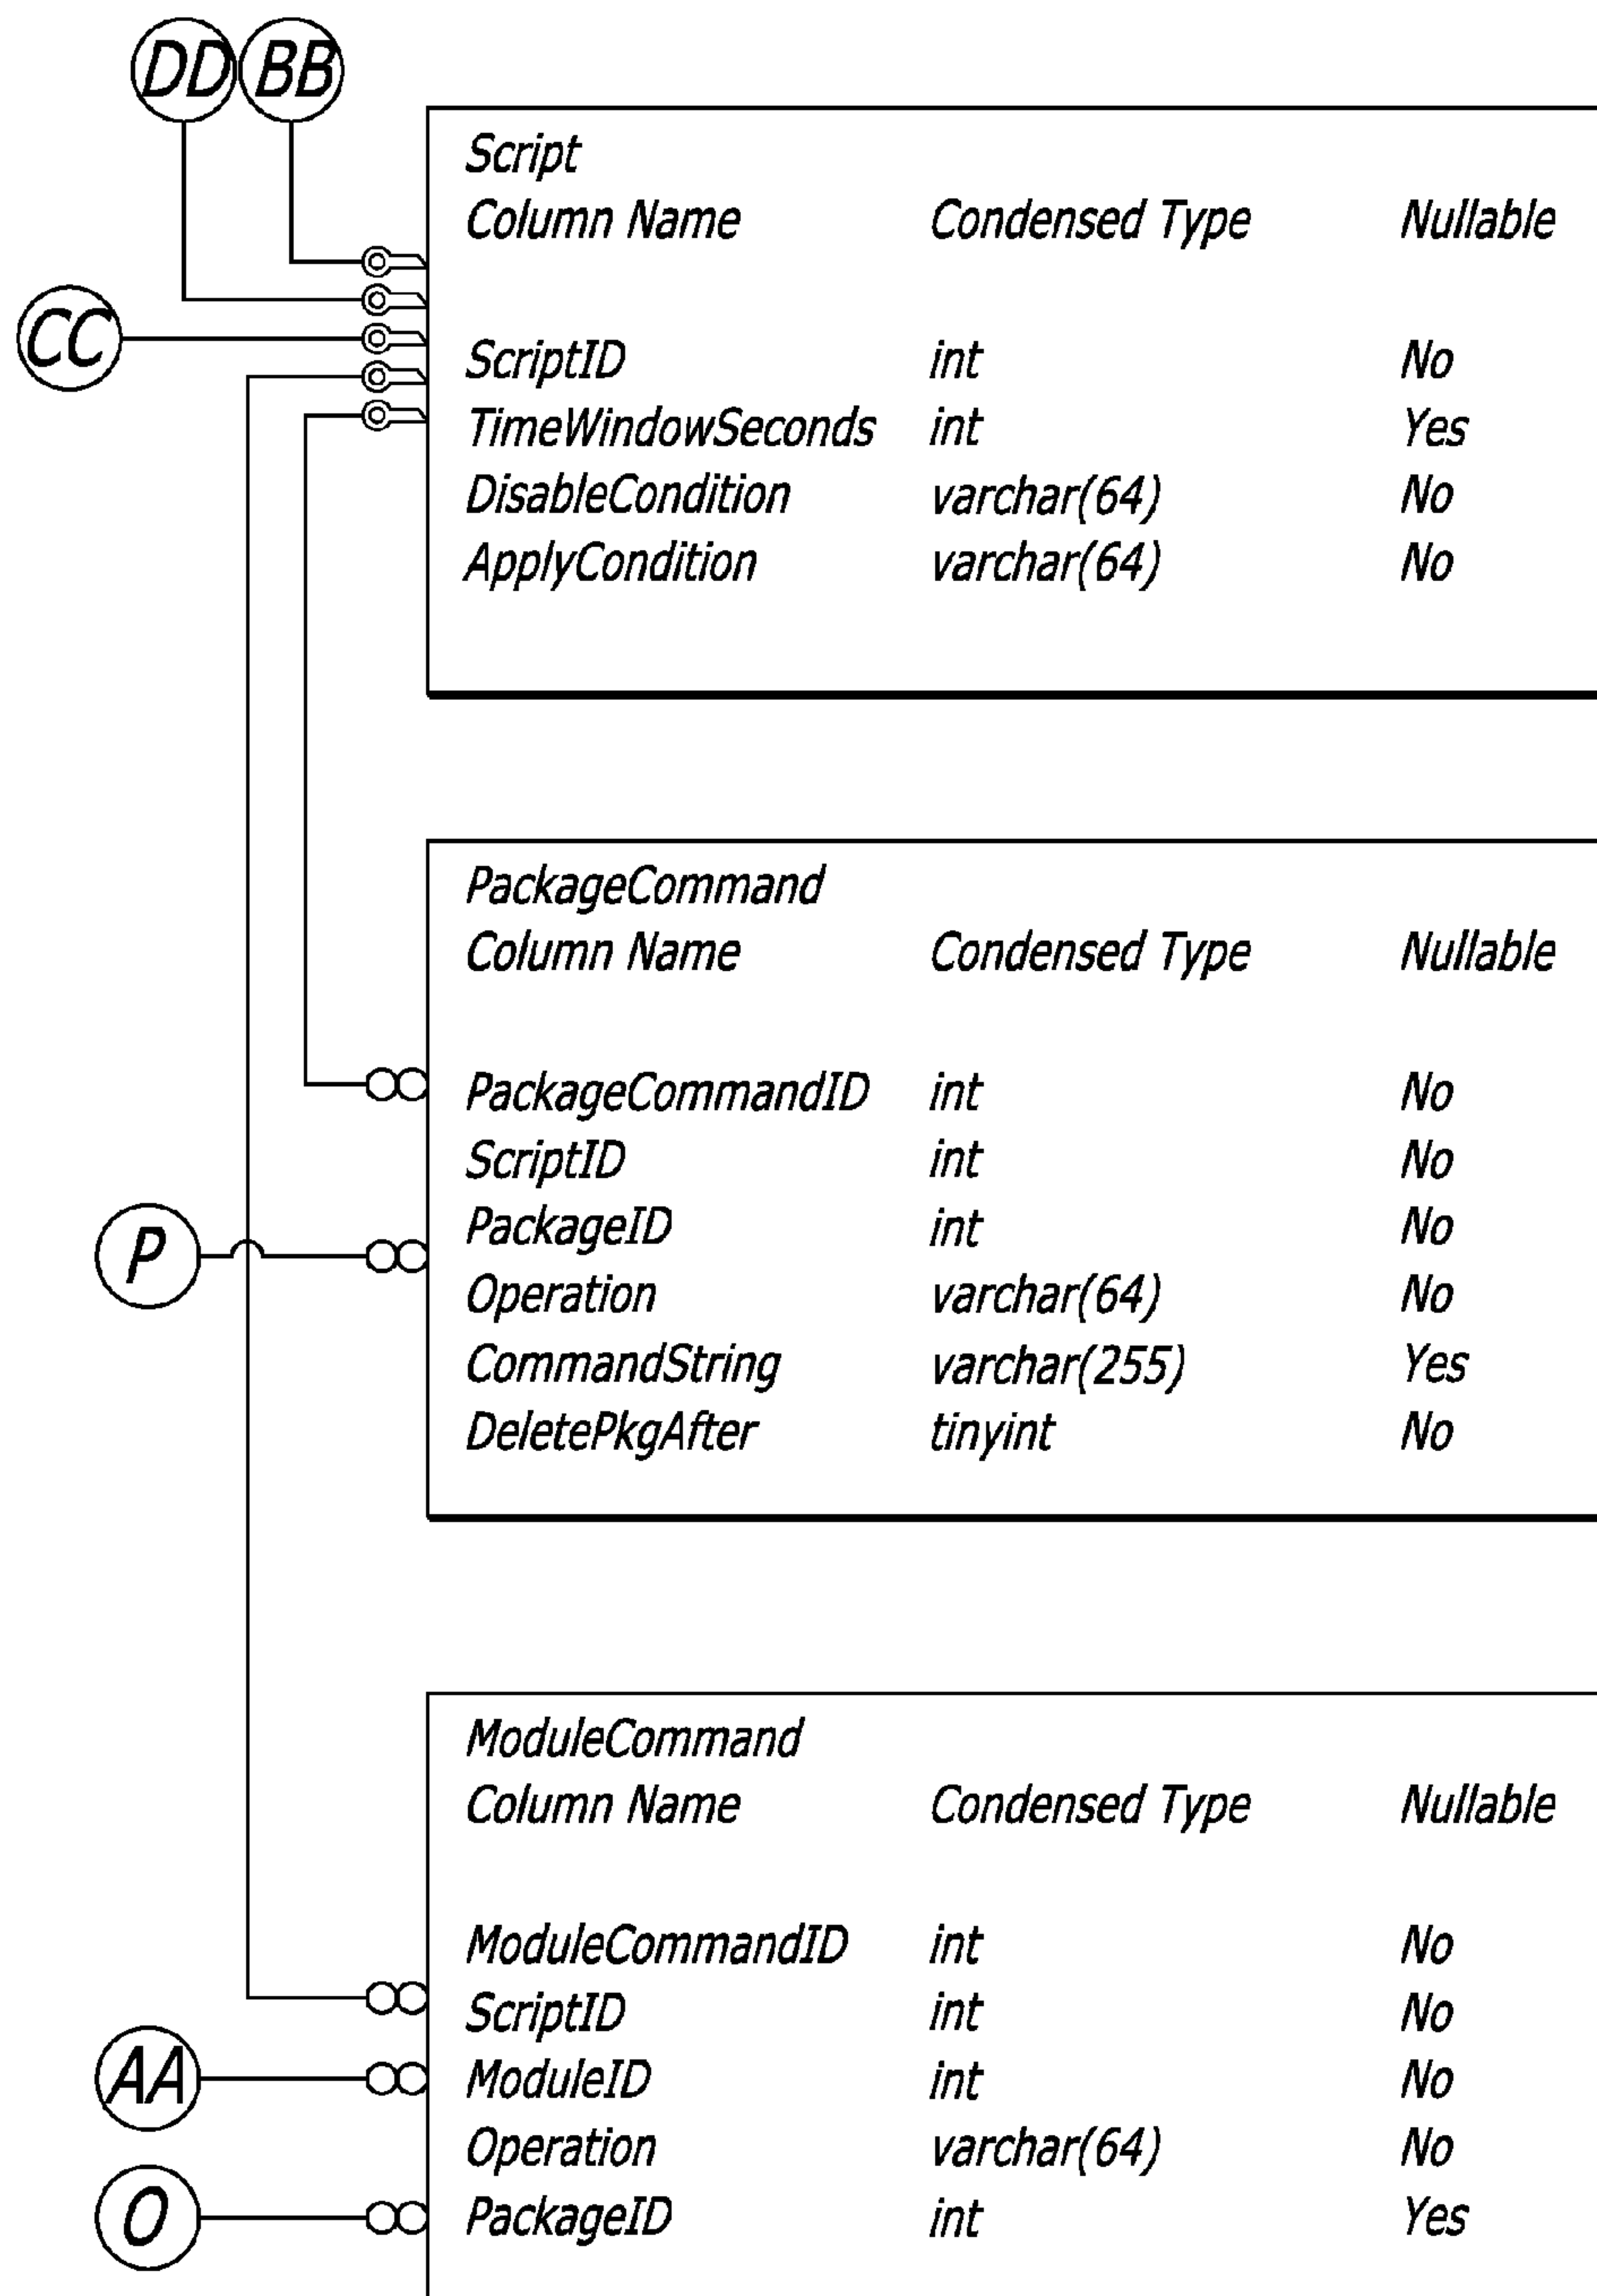 DD BB
Script
Column Name Condensed Type Nullable
CC
ScriptID int No
TimeWindowSeconds int Yes
DisableCondition varchar(64) No
ApplyCondition varchar(64) No
PackageCommand
Column Name Condensed Type Nullable
PackageCommandID int No
ScriptID int No
PackageID int No
P
Operation varchar(64) No
CommandString varchar(255) Yes
DeletePkgAfter tinyint No
ModuleCommand
Column Name Condensed Type Nullable
ModuleCommandID int No
ScriptID int No
AA ModuleID int No
Operation varchar(64) No
O PackageID int Yes